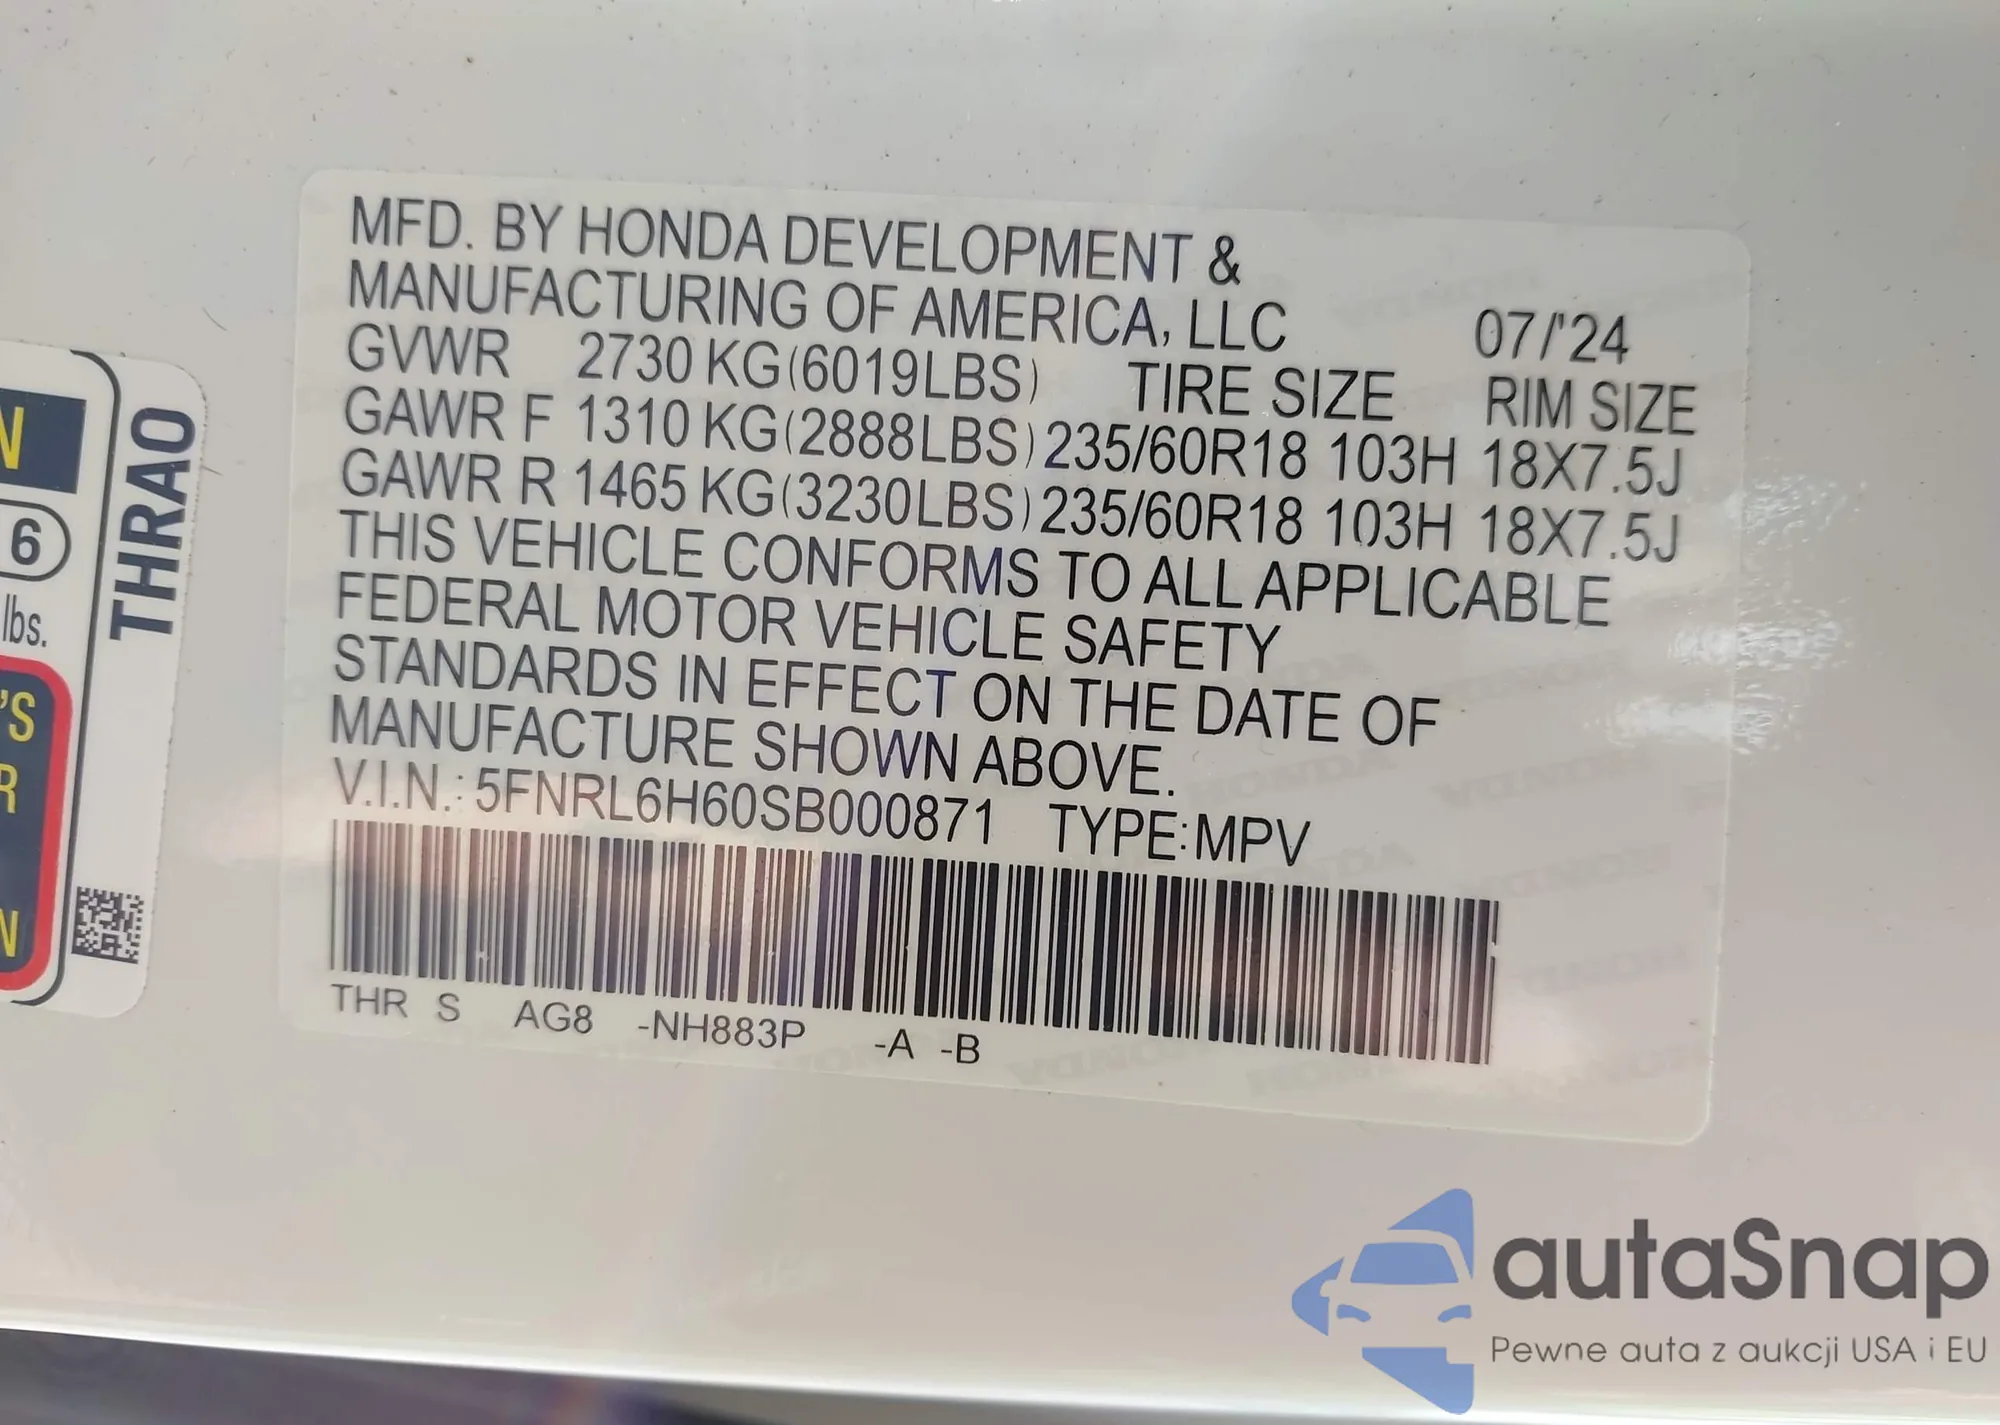 MFD. BY HONDA DEVELOPMENT &
MANUFACTURING OF AMERICA, LLC 07/'24
GVWR 2730 KG(6019LBS) TIRE SIZE RIM SIZE
GAWR F 1310 KG(2888LBS) 235/60R18 103H 18X7.5J
GAWR R 1465 KG(3230LBS) 235/60R18 103H 18X7.5J
THIS VEHICLE CONFORMS TO ALL APPLICABLE
FEDERAL MOTOR VEHICLE SAFETY
STANDARDS IN EFFECT ON THE DATE OF
MANUFACTURE SHOWN ABOVE.
V.I.N.: 5FNRL6H60SB000871 TYPE:MPV
THR S AG8 -NH883P -A -B
THRAO
N
6
lbs.
'S
R
N
autaSnap
Pewne auta z aukcji USA i EU